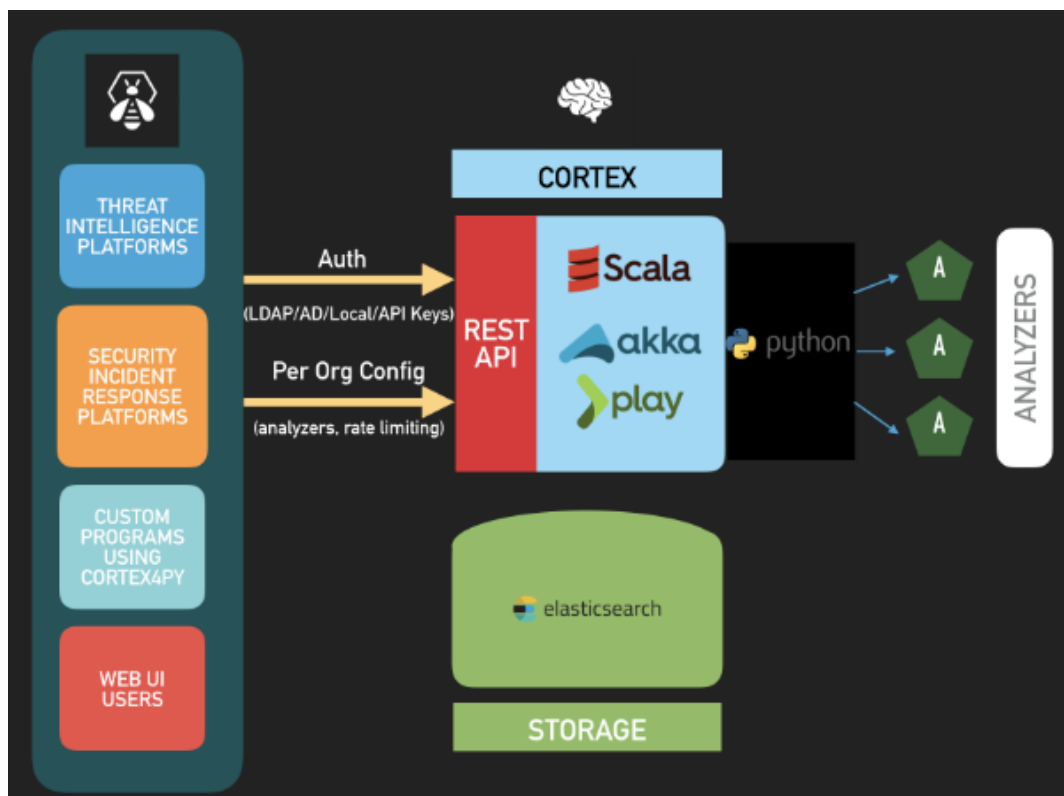 THREAT
INTELLIGENCE
PLATFORMS
SECURITY
INCIDENT
RESPONSE
PLATFORMS
CUSTOM
PROGRAMS
USING
CORTEX4PY
WEB UI
USERS
Auth
(LDAP/AD/Local/API Keys)
Per Org Config
(analyzers, rate limiting)
CORTEX
REST
API
Scala
akka
play
python
A
A
A
ANALYZERS
elasticsearch
STORAGE